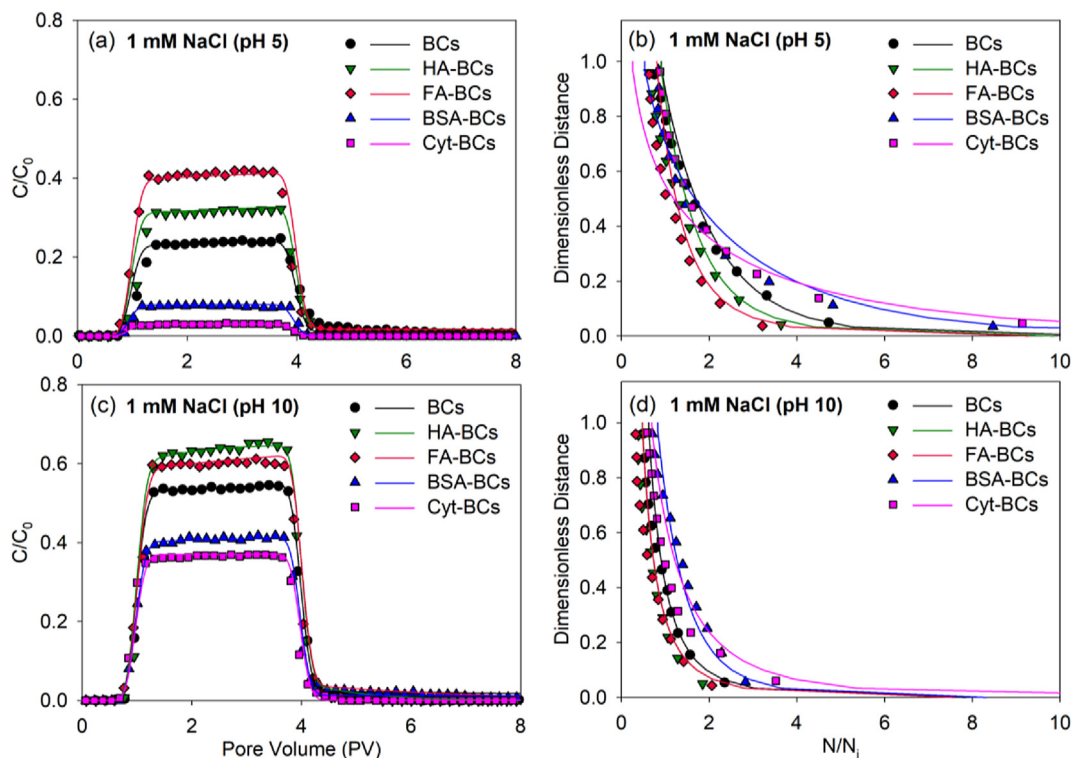 (a) 1 mM NaCl (pH 5)
BCs
HA-BCs
FA-BCs
BSA-BCs
Cyt-BCs
C/C0
0.8
0.6
0.4
0.2
0.0
0 2 4 6 8
(b) 1 mM NaCl (pH 5)
BCs
HA-BCs
FA-BCs
BSA-BCs
Cyt-BCs
Dimensionless Distance
1.0
0.8
0.6
0.4
0.2
0.0
0 2 4 6 8 10
(c) 1 mM NaCl (pH 10)
BCs
HA-BCs
FA-BCs
BSA-BCs
Cyt-BCs
C/C0
0.8
0.6
0.4
0.2
0.0
0 2 4 6 8
Pore Volume (PV)
(d) 1 mM NaCl (pH 10)
BCs
HA-BCs
FA-BCs
BSA-BCs
Cyt-BCs
Dimensionless Distance
1.0
0.8
0.6
0.4
0.2
0.0
0 2 4 6 8 10
N/Ni